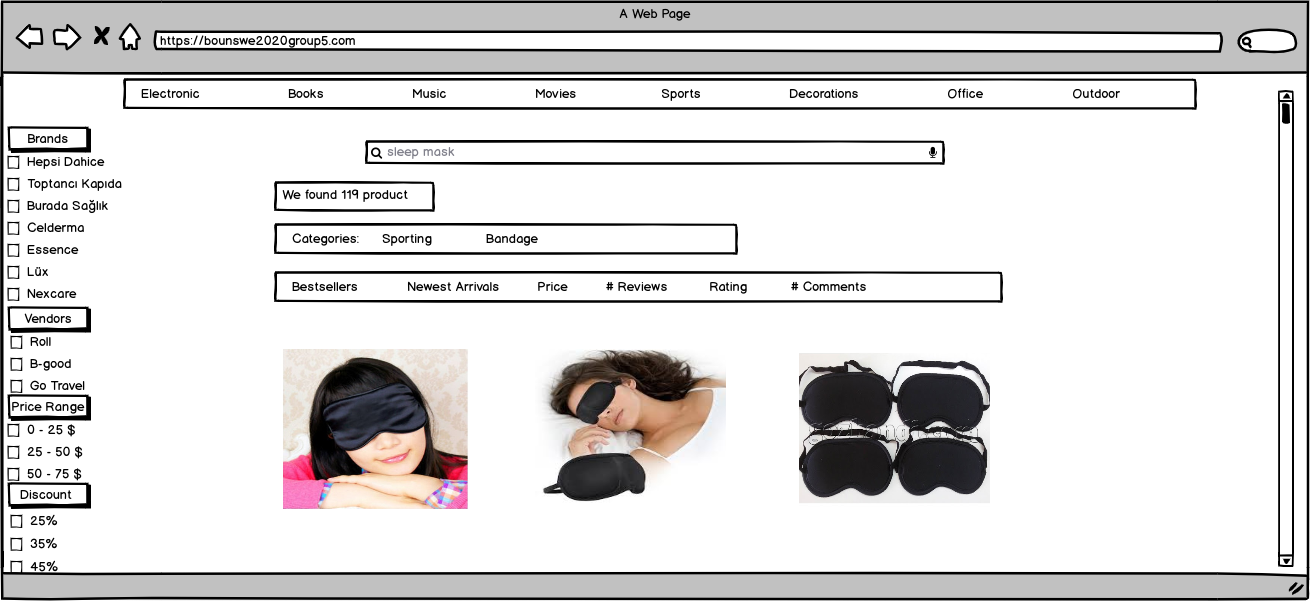 A Web Page
https://bounswe2020group5.com
Electronic Books Music Movies Sports Decorations Office Outdoor
sleep mask
We found 119 product
Categories: Sporting Bandage
Bestsellers Newest Arrivals Price # Reviews Rating # Comments
Brands
Hepsi Dahice
Toptancı Kapıda
Burada Sağlık
Celderma
Essence
Lüx
Nexcare
Vendors
Roll
B-good
Go Travel
Price Range
0 - 25 $
25 - 50 $
50 - 75 $
Discount
25%
35%
45%